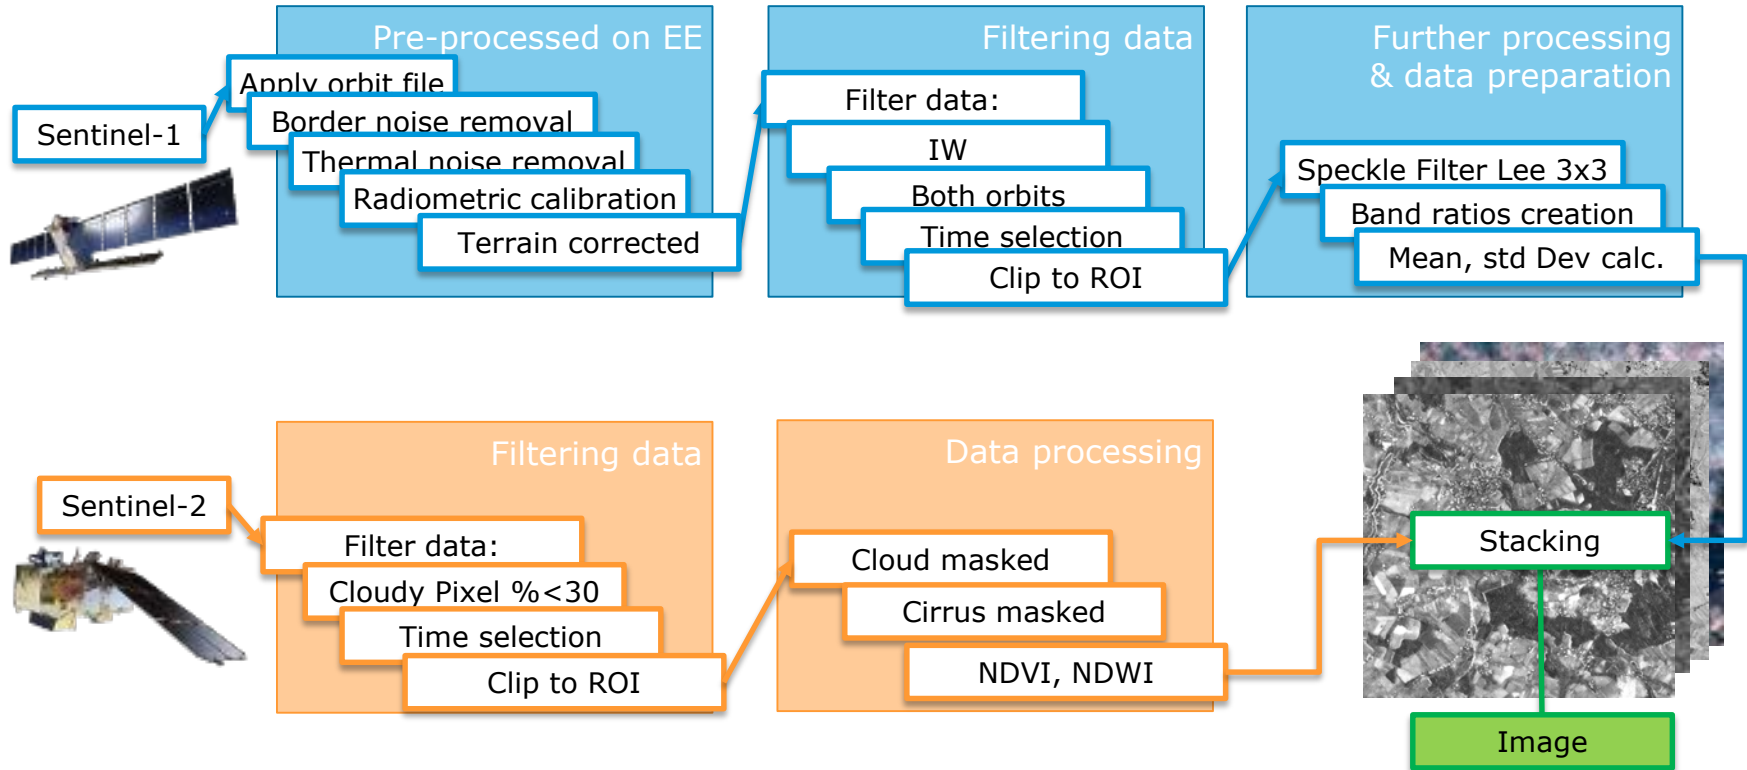 Pre-processed on EE
Sentinel-1
Apply orbit file
Border noise removal
Thermal noise removal
Radiometric calibration
Terrain corrected
Filtering data
Filter data:
IW
Both orbits
Time selection
Clip to ROI
Further processing
& data preparation
Speckle Filter Lee 3x3
Band ratios creation
Mean, std Dev calc.
Filtering data
Sentinel-2
Filter data:
Cloudy Pixel %<30
Time selection
Clip to ROI
Data processing
Cloud masked
Cirrus masked
NDVI, NDWI
Stacking
Image